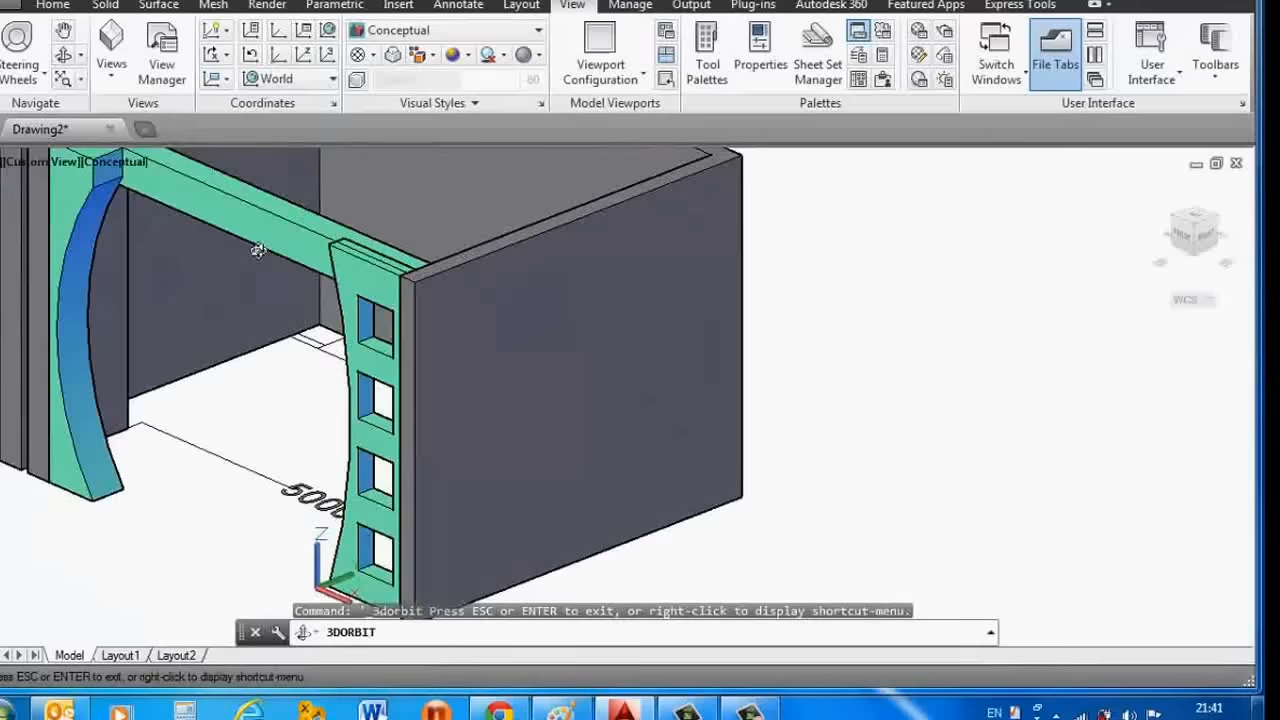 Home Solid Surface Mesh Render Parametric Insert Annotate Layout View Manage Output Plug-ins Autodesk 360 Featured Apps Express Tools
Steering Wheels
Views
View Manager
World
Conceptual
80
Viewport Configuration
Tool Palettes
Properties
Sheet Set Manager
Switch Windows
File Tabs
User Interface
Toolbars
Navigate Views Coordinates Visual Styles Model Viewports Palettes User Interface
Drawing2*
][Custom View][Conceptual]
WCS
5000
Z
X
Command: '_3dorbit Press ESC or ENTER to exit, or right-click to display shortcut-menu.
3DORBIT
Model Layout1 Layout2
ess ESC or ENTER to exit, or right-click to display shortcut-menu
EN
21:41